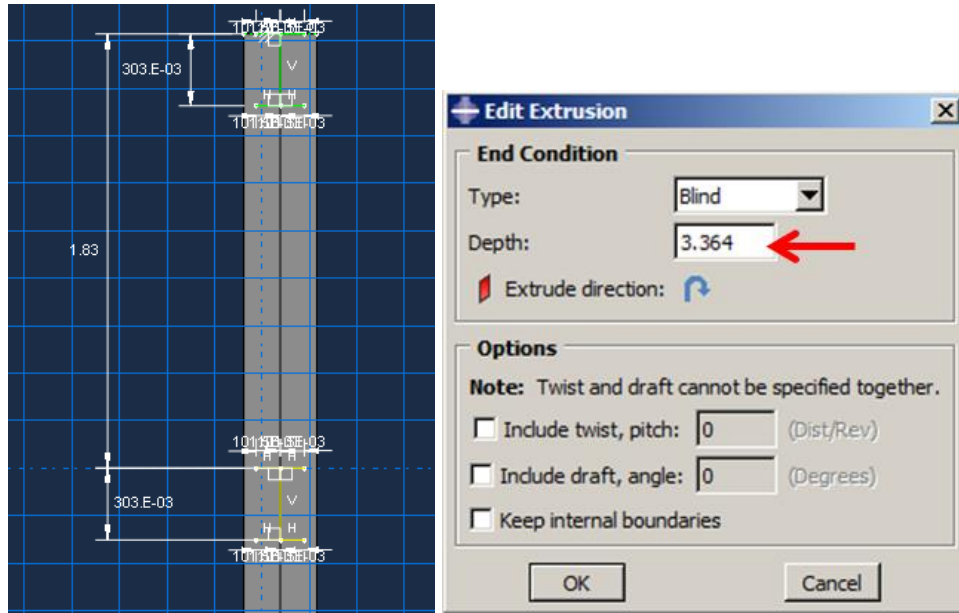 303.E-03
V
H H
1.83
H H
303.E-03
V
H H
Edit Extrusion
End Condition
Type: Blind
Depth: 3.364
Extrude direction:
Options
Note: Twist and draft cannot be specified together.
Include twist, pitch: 0 (Dist/Rev)
Include draft, angle: 0 (Degrees)
Keep internal boundaries
OK Cancel